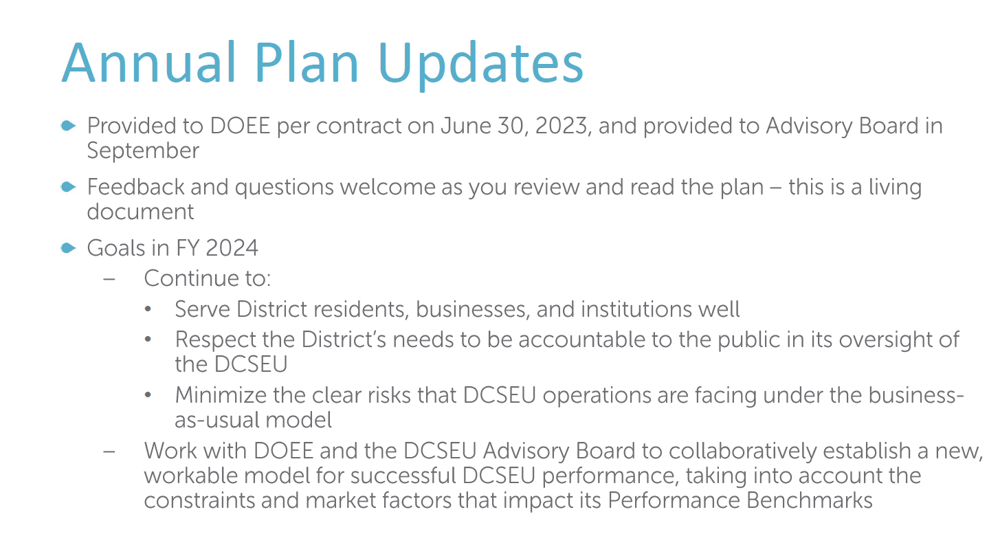 Annual Plan Updates
Provided to DOEE per contract on June 30, 2023, and provided to Advisory Board in
September
Feedback and questions welcome as you review and read the plan – this is a living
document
Goals in FY 2024
– Continue to:
• Serve District residents, businesses, and institutions well
• Respect the District’s needs to be accountable to the public in its oversight of
the DCSEU
• Minimize the clear risks that DCSEU operations are facing under the business-
as-usual model
– Work with DOEE and the DCSEU Advisory Board to collaboratively establish a new,
workable model for successful DCSEU performance, taking into account the
constraints and market factors that impact its Performance Benchmarks